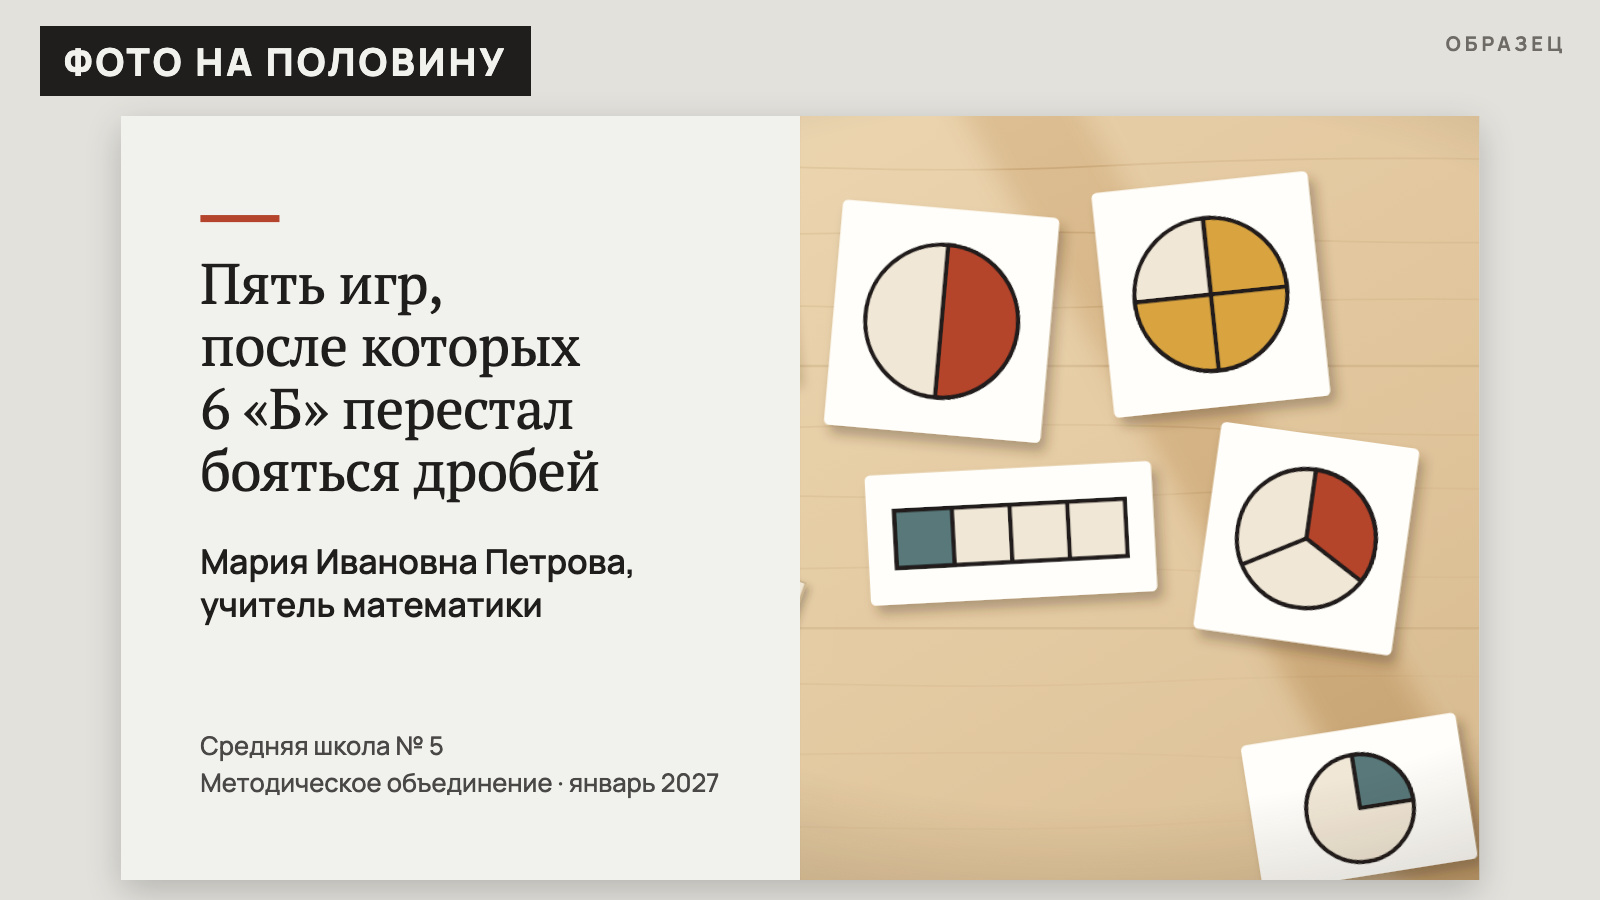 ФОТО НА ПОЛОВИНУ
ОБРАЗЕЦ
Пять игр,
после которых
6 «Б» перестал
бояться дробей
Мария Ивановна Петрова,
учитель математики
Средняя школа № 5
Методическое объединение · январь 2027